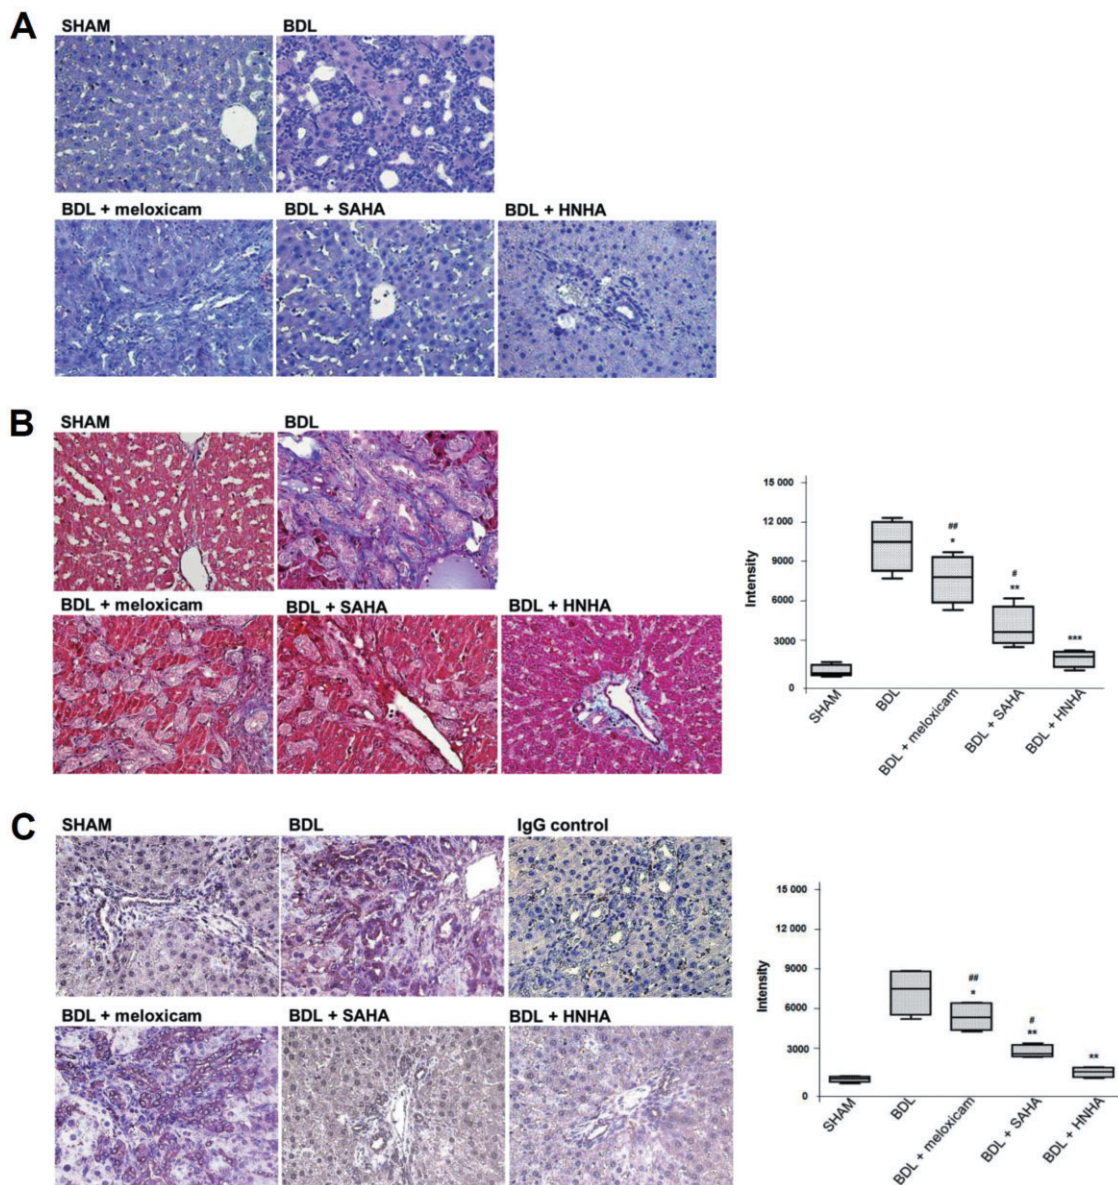 A
SHAM
BDL
BDL + meloxicam
BDL + SAHA
BDL + HNHA
B
SHAM
BDL
BDL + meloxicam
BDL + SAHA
BDL + HNHA
15 000
12 000
9000
6000
3000
0
Intensity
##
*
#
**
***
SHAM
BDL
BDL + meloxicam
BDL + SAHA
BDL + HNHA
C
SHAM
BDL
IgG control
BDL + meloxicam
BDL + SAHA
BDL + HNHA
15 000
9000
6000
3000
0
Intensity
##
*
#
**
**
SHAM
BDL
BDL + meloxicam
BDL + SAHA
BDL + HNHA